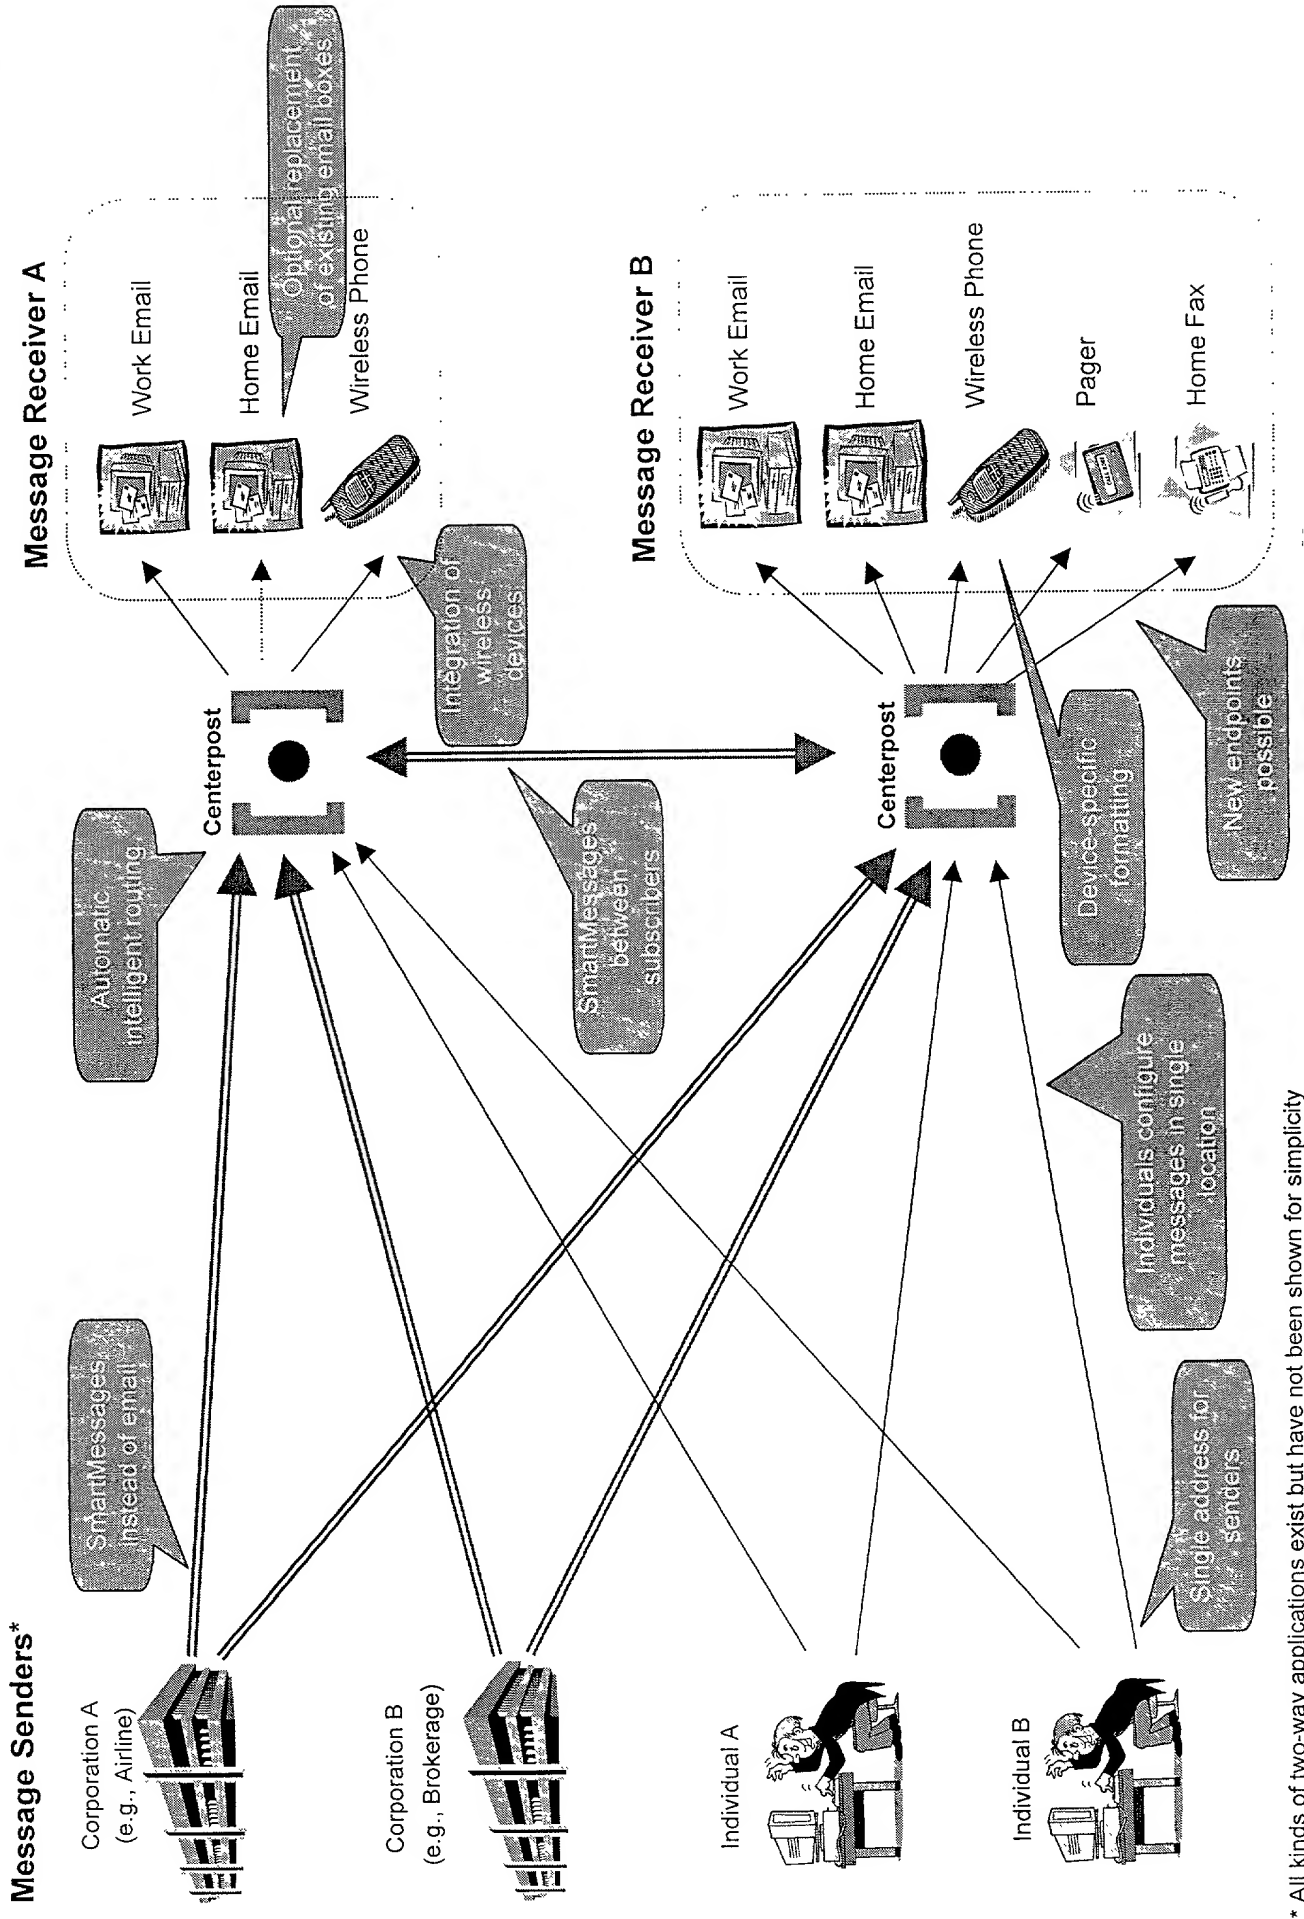 Message Senders*
Corporation A
(e.g., Airline)
Corporation B
(e.g., Brokerage)
Individual A
Individual B
SmartMessages
instead of email
Single address for
senders
Individuals configure
messages in single
location
Automatic
intelligent routing
SmartMessages
between
subscribers
Centerpost
Centerpost
Device-specific
formatting
New endpoints
possible
Integration of
wireless
devices
Message Receiver A
Work Email
Home Email
Wireless Phone
Optional replacement
of existing email boxes
Message Receiver B
Work Email
Home Email
Wireless Phone
Pager
Home Fax
* All kinds of two-way applications exist but have not been shown for simplicity